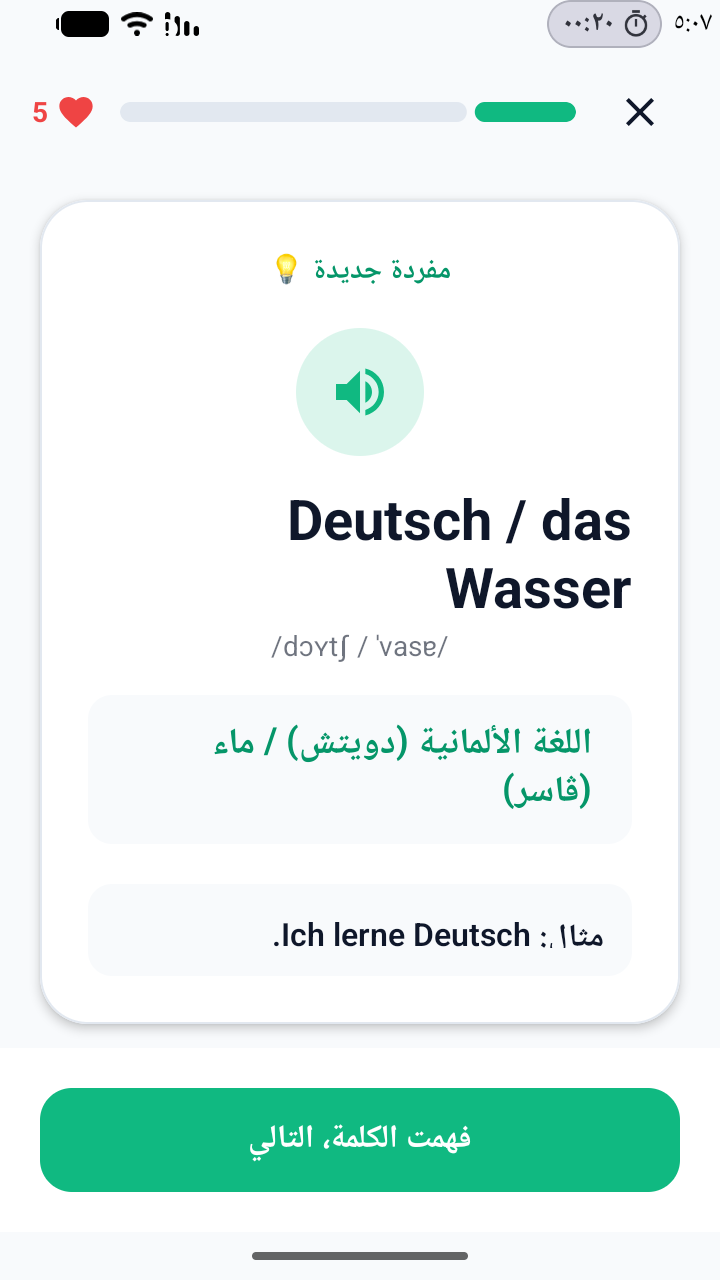 ٠٠:٢٠
٥:٠٧
5
مفردة جديدة 💡
Deutsch / das
Wasser
/dɔʏtʃ / ˈvasɐ/
اللغة الألمانية (دويتش) / ماء
(ڤاسر)
مثال: Ich lerne Deutsch.
فهمت الكلمة، التالي